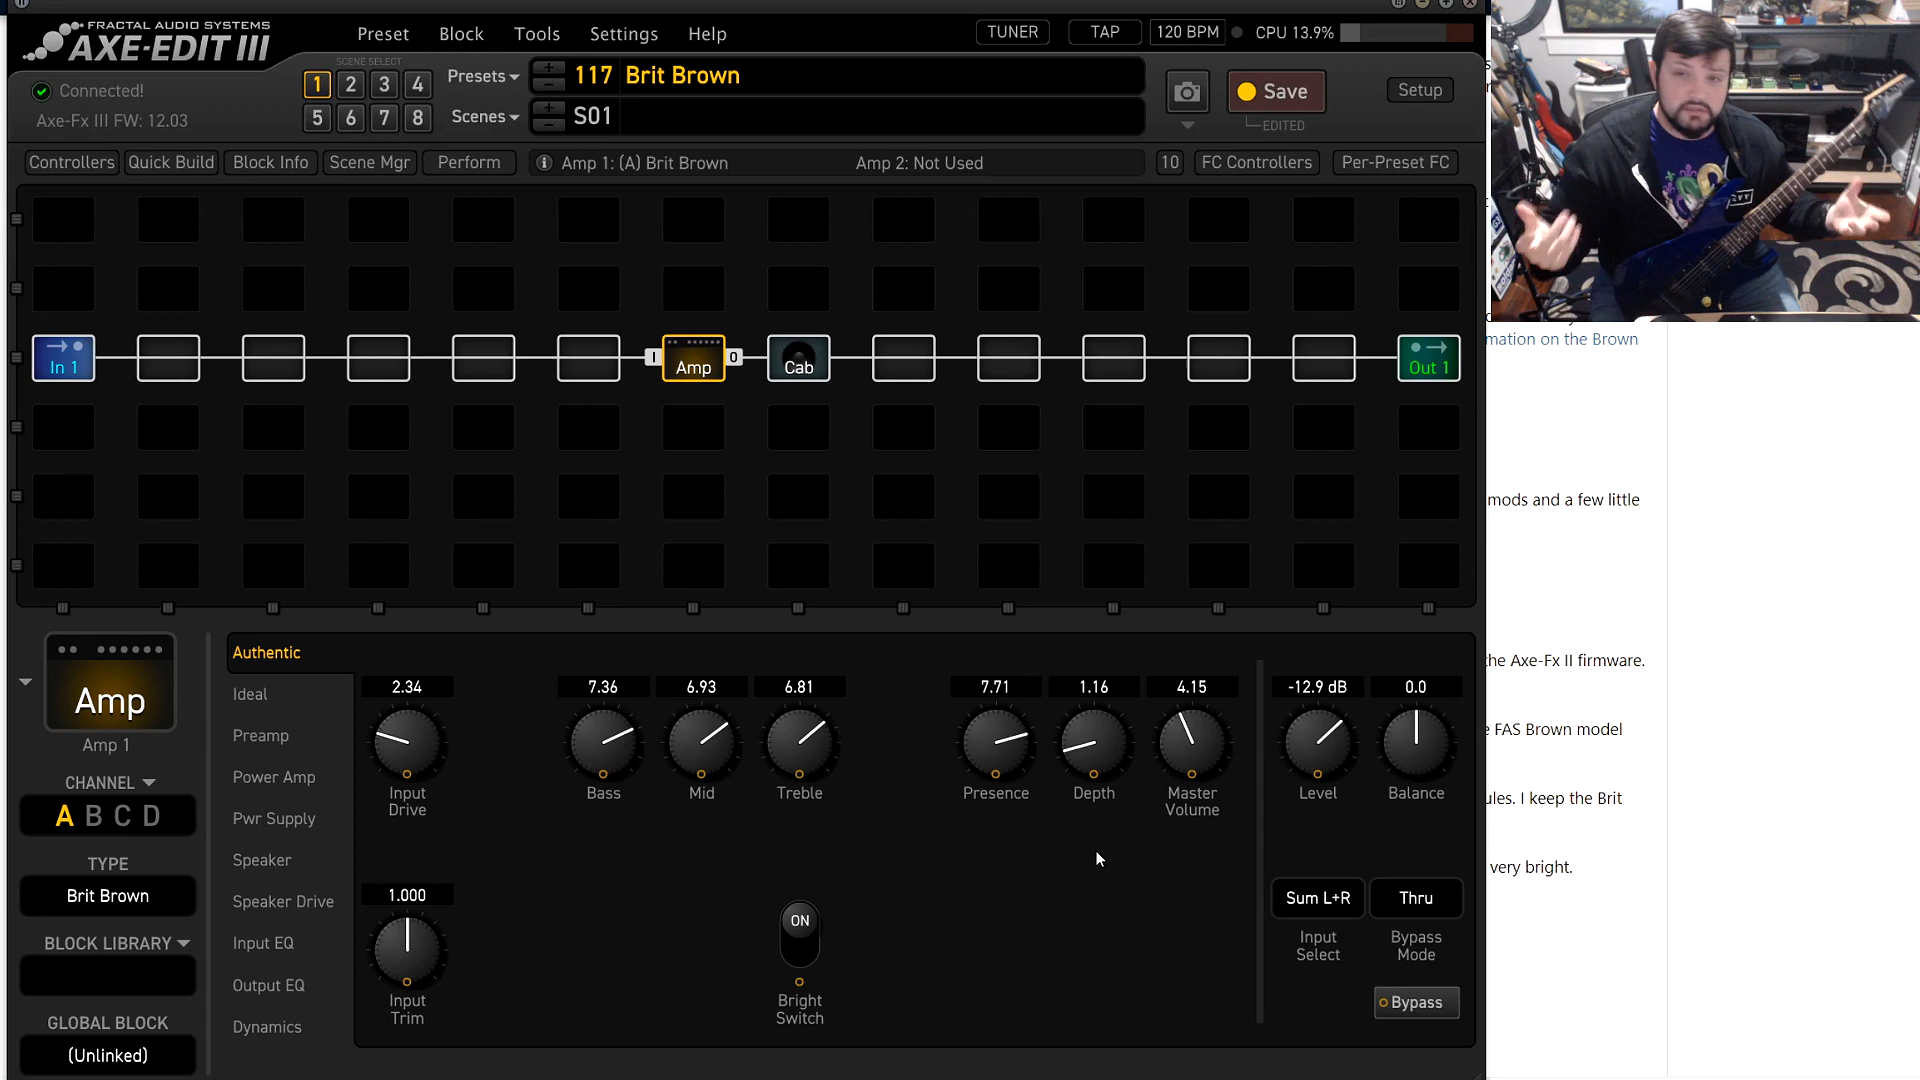 FRACTAL AUDIO SYSTEMS
AXE-EDIT III
Preset Block Tools Settings Help
TUNER TAP 120 BPM CPU 13.9%
Connected!
Axe-Fx III FW: 12.03
SCENE SELECT
1 2 3 4
5 6 7 8
Presets 117 Brit Brown
Scenes S01
Save
EDITED
Setup
Controllers Quick Build Block Info Scene Mgr Perform
Amp 1: (A) Brit Brown Amp 2: Not Used
10 FC Controllers Per-Preset FC
In 1 I Amp O Cab Out 1
mation on the Brown
mods and a few little
the Axe-Fx II firmware.
FAS Brown model
ules. I keep the Brit
very bright.
Amp
Amp 1
CHANNEL
A B C D
TYPE
Brit Brown
BLOCK LIBRARY
GLOBAL BLOCK
(Unlinked)
Authentic
Ideal
Preamp
Power Amp
Pwr Supply
Speaker
Speaker Drive
Input EQ
Output EQ
Dynamics
2.34 7.36 6.93 6.81 7.71 1.16 4.15 -12.9 dB 0.0
Input Drive Bass Mid Treble Presence Depth Master Volume Level Balance
1.000
Input Trim
ON
Bright Switch
Sum L+R Thru
Input Select Bypass Mode
Bypass